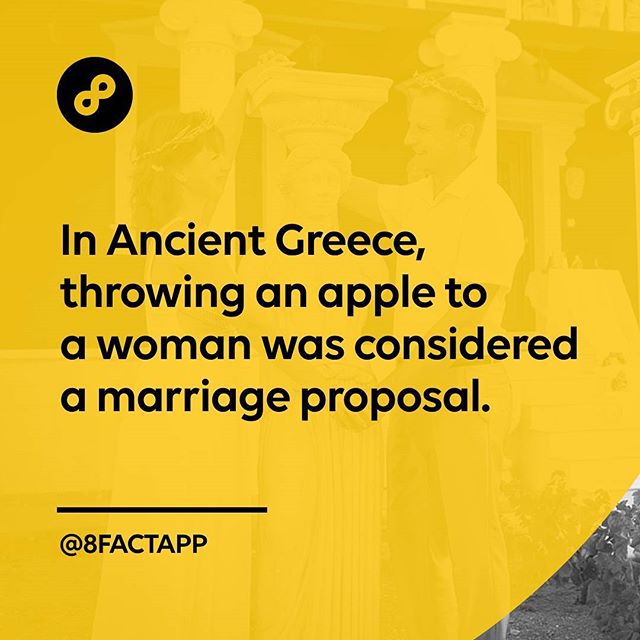 In Ancient Greece,
throwing an apple to
a woman was considered
a marriage proposal.
@8FACTAPP